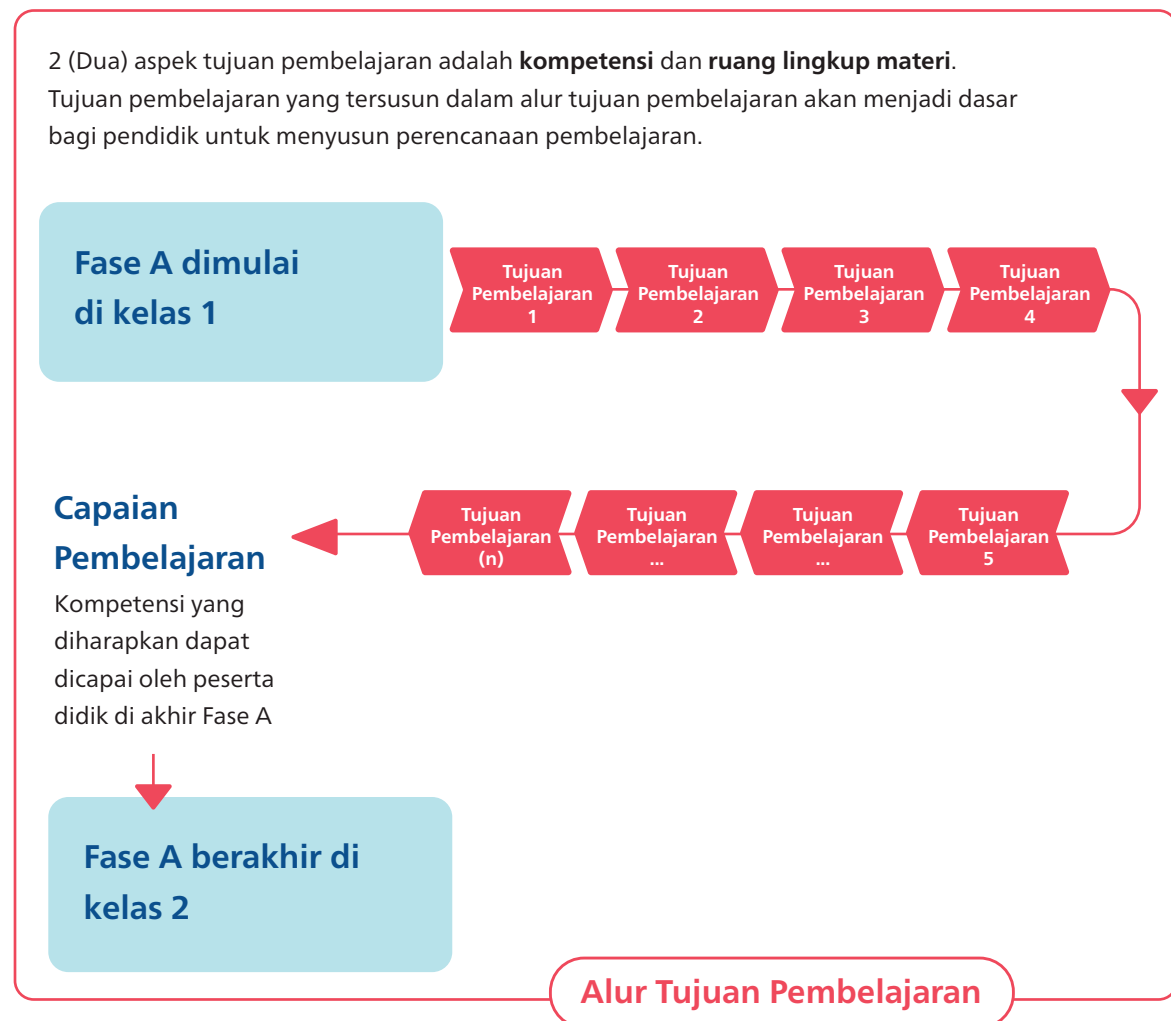 2 (Dua) aspek tujuan pembelajaran adalah kompetensi dan ruang lingkup materi.
Tujuan pembelajaran yang tersusun dalam alur tujuan pembelajaran akan menjadi dasar
bagi pendidik untuk menyusun perencanaan pembelajaran.
Fase A dimulai
di kelas 1
Tujuan
Pembelajaran
1
Tujuan
Pembelajaran
2
Tujuan
Pembelajaran
3
Tujuan
Pembelajaran
4
Tujuan
Pembelajaran
5
Tujuan
Pembelajaran
...
Tujuan
Pembelajaran
...
Tujuan
Pembelajaran
(n)
Capaian
Pembelajaran
Kompetensi yang
diharapkan dapat
dicapai oleh peserta
didik di akhir Fase A
Fase A berakhir di
kelas 2
Alur Tujuan Pembelajaran